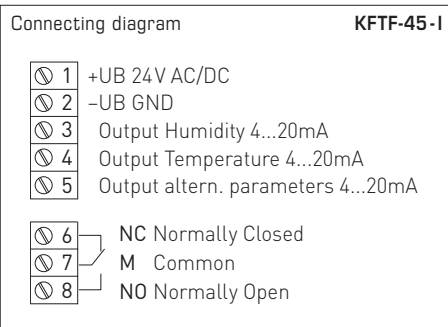 Connecting diagram KFTF-45-I
1 +UB 24V AC/DC
2 –UB GND
3 Output Humidity 4...20mA
4 Output Temperature 4...20mA
5 Output altern. parameters 4...20mA
6 NC Normally Closed
7 M Common
8 NO Normally Open